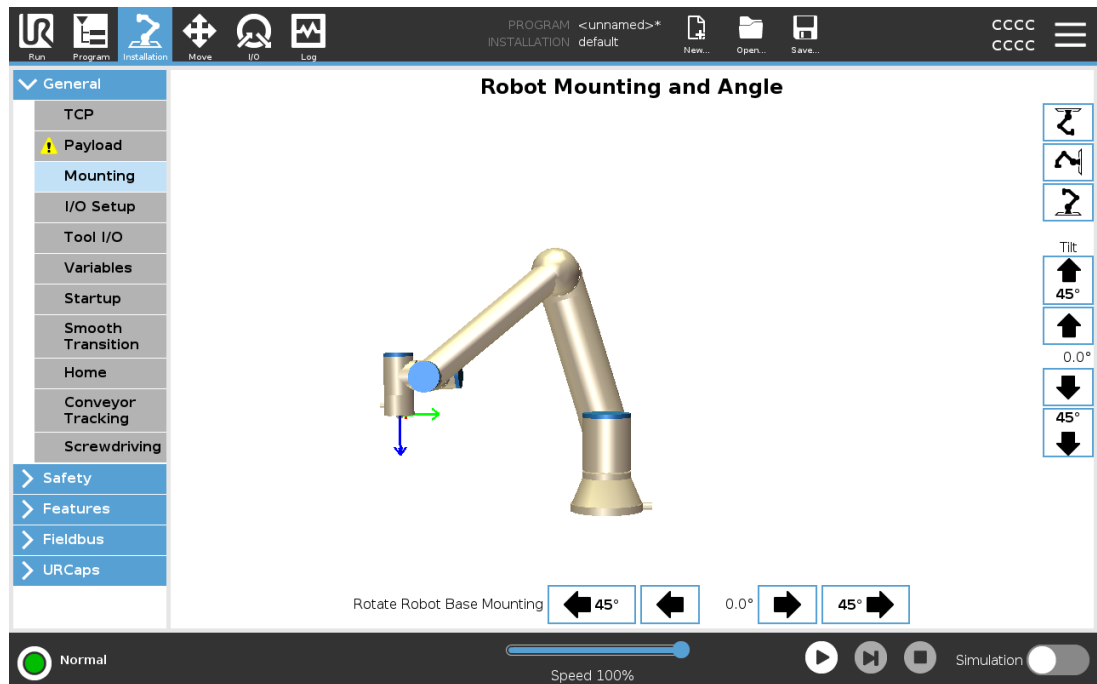 UR
PROGRAM <unnamed>*
INSTALLATION default
CCCC
CCCC
Run
Program
Installation
Move
I/O
Log
New...
Open...
Save...
General
TCP
Payload
Mounting
I/O Setup
Tool I/O
Variables
Startup
Smooth
Transition
Home
Conveyor
Tracking
Screwdriving
Safety
Features
Fieldbus
URCaps
Robot Mounting and Angle
Tilt
45°
0.0°
45°
Rotate Robot Base Mounting
45°
0.0°
45°
Normal
Speed 100%
Simulation